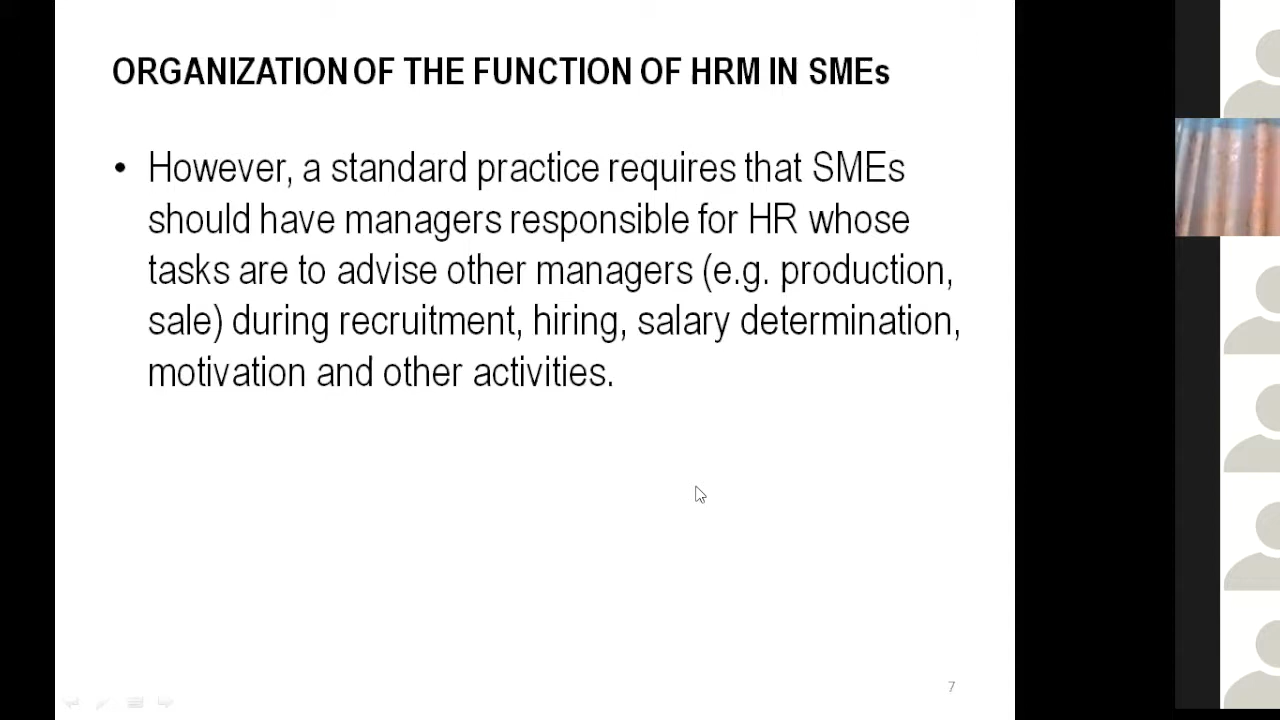 ORGANIZATION OF THE FUNCTION OF HRM IN SMEs
• However, a standard practice requires that SMEs
should have managers responsible for HR whose
tasks are to advise other managers (e.g. production,
sale) during recruitment, hiring, salary determination,
motivation and other activities.
7